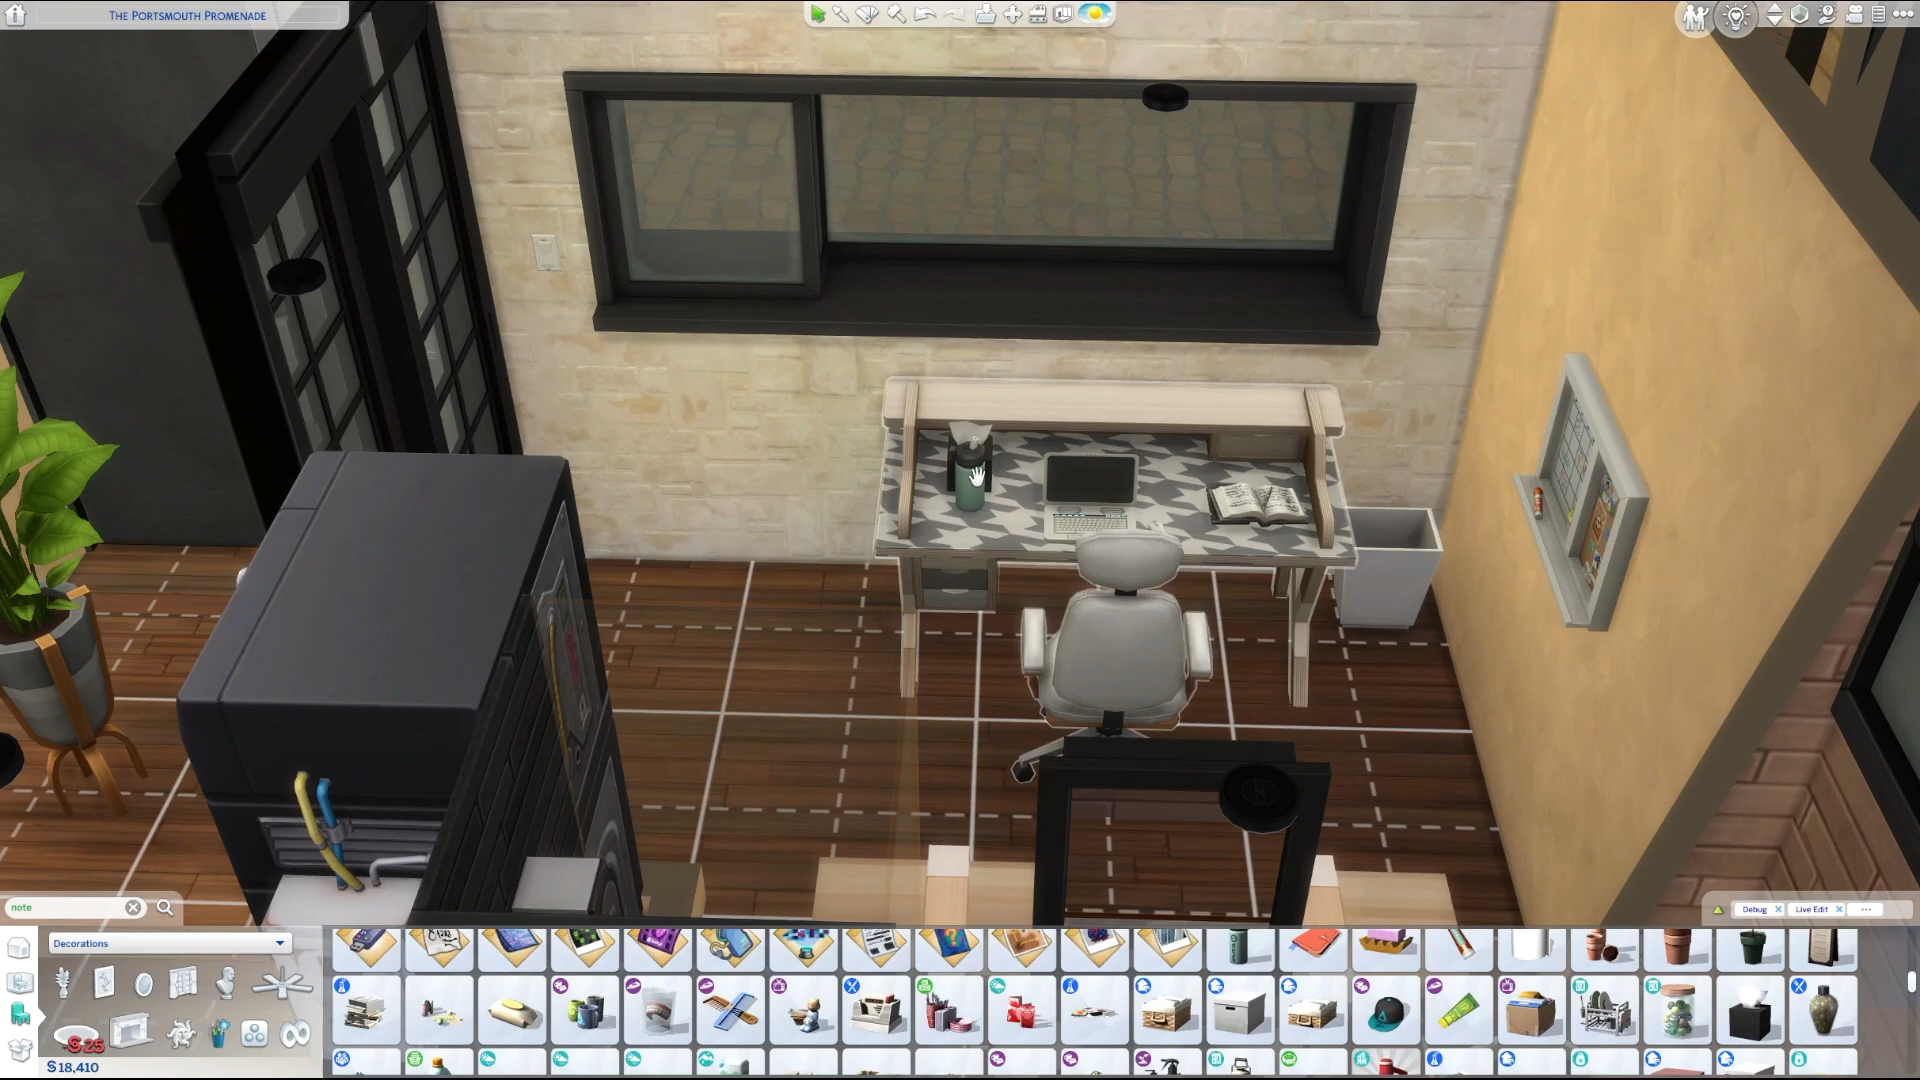 The Portsmouth Promenade
note
Debug
Live Edit
Decorations
-§25
§18,410